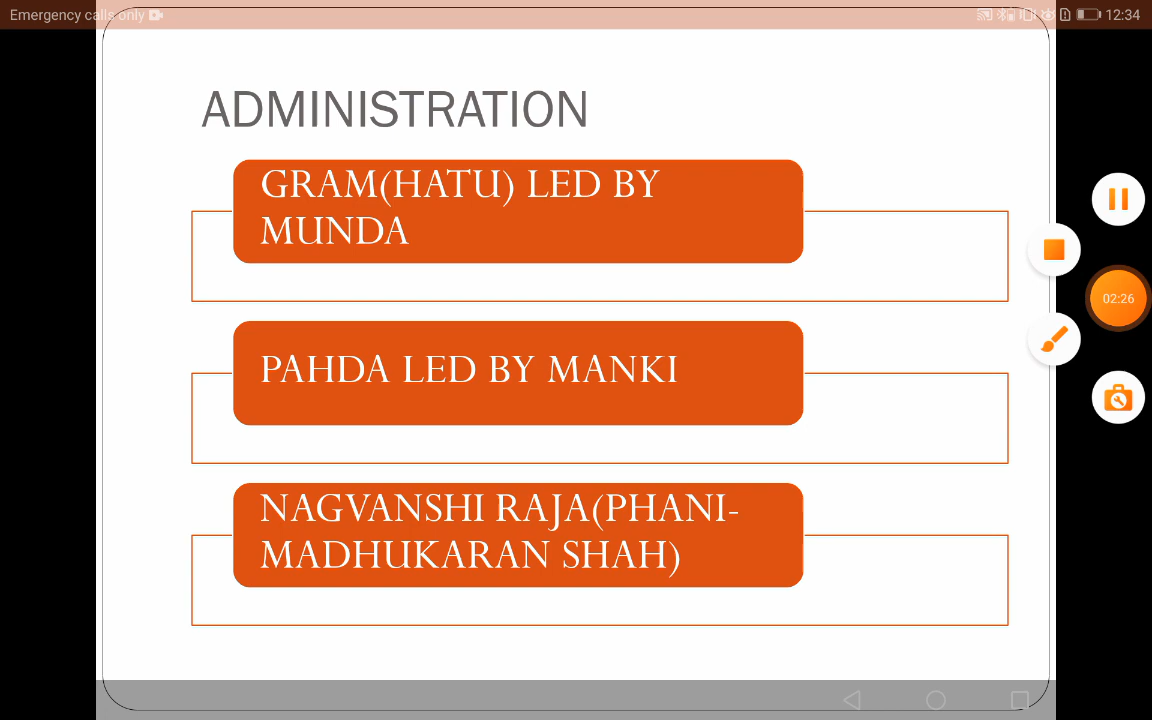 Emergency calls only
12:34
ADMINISTRATION
GRAM(HATU) LED BY
MUNDA
PAHDA LED BY MANKI
NAGVANSHI RAJA(PHANI-
MADHUKARAN SHAH)
02:26